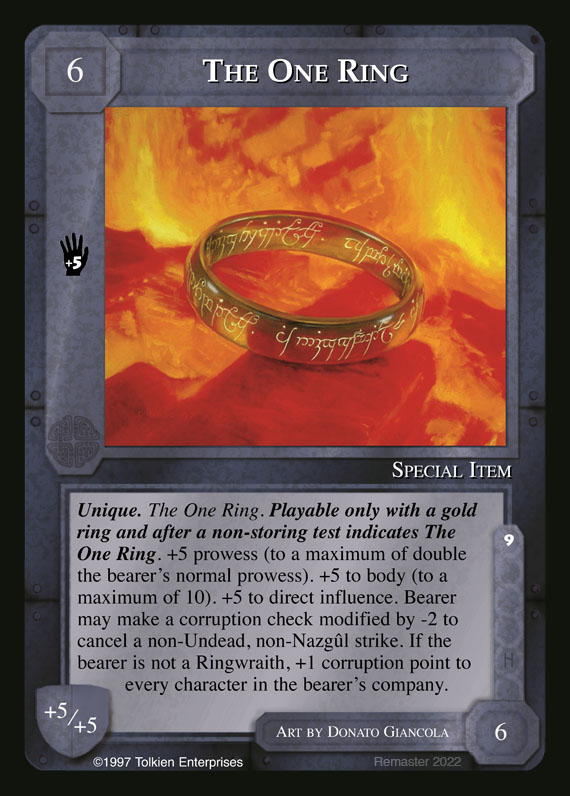 6
THE ONE RING
+5
SPECIAL ITEM
Unique. The One Ring. Playable only with a gold
ring and after a non-storing test indicates The
One Ring. +5 prowess (to a maximum of double
the bearer's normal prowess). +5 to body (to a
maximum of 10). +5 to direct influence. Bearer
may make a corruption check modified by -2 to
cancel a non-Undead, non-Nazgûl strike. If the
bearer is not a Ringwraith, +1 corruption point to
every character in the bearer's company.
9
H
+5/+5
ART BY DONATO GIANCOLA
6
©1997 Tolkien Enterprises
Remaster 2022